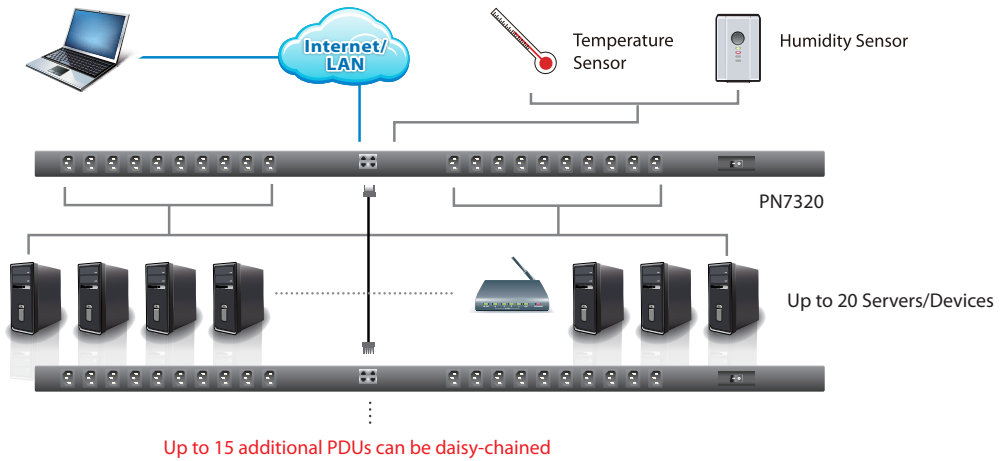 Internet/
LAN
Temperature
Sensor
Humidity Sensor
PN7320
Up to 20 Servers/Devices
Up to 15 additional PDUs can be daisy-chained